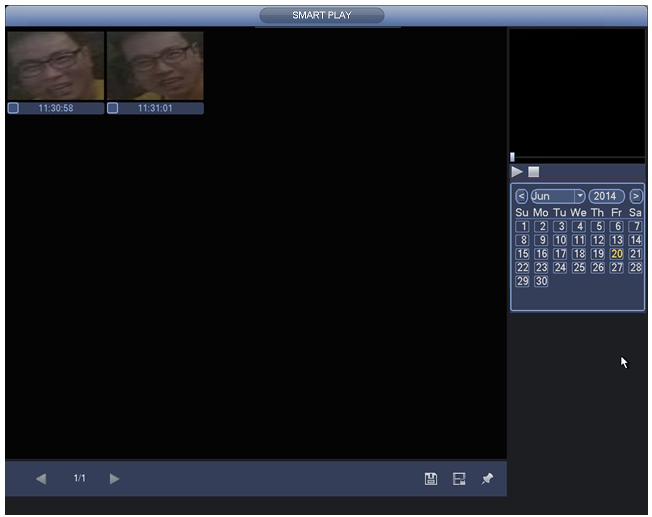 SMART PLAY
11:30:58 11:31:01
< Jun 2014 >
Su Mo Tu We Th Fr Sa
1 2 3 4 5 6 7
8 9 10 11 12 13 14
15 16 17 18 19 20 21
22 23 24 25 26 27 28
29 30
1/1